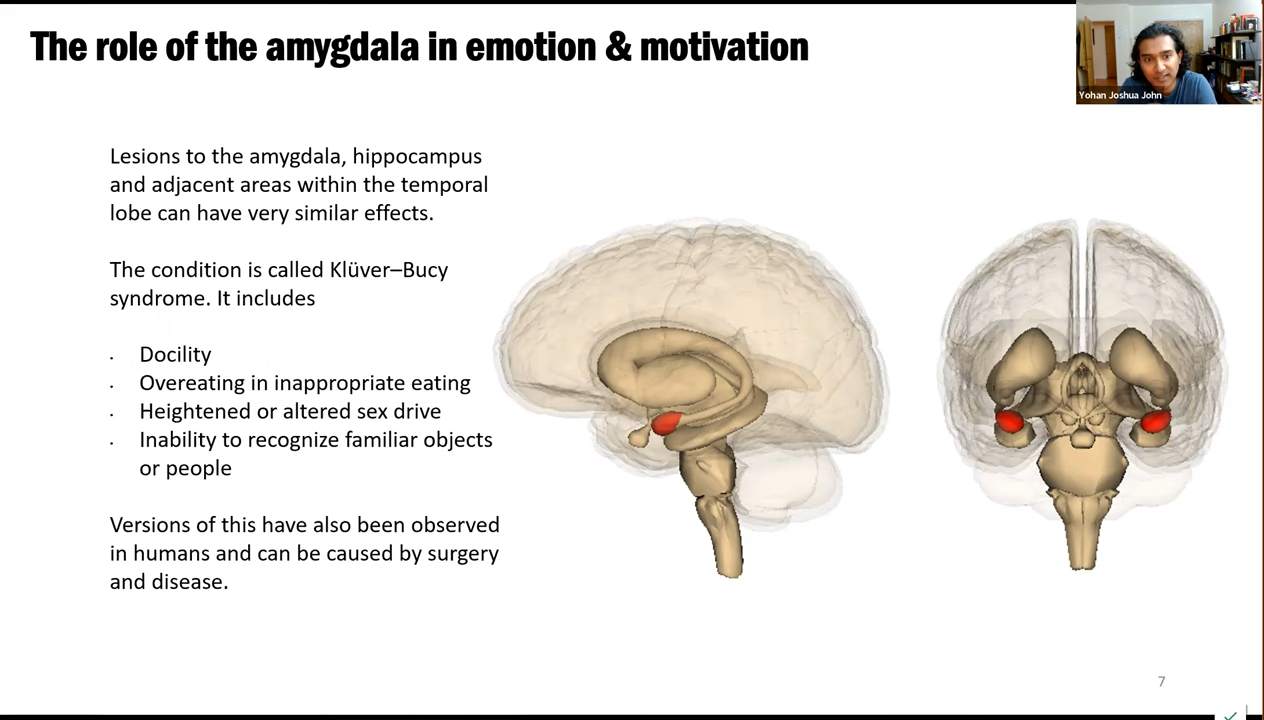 The role of the amygdala in emotion & motivation
Yohan Joshua John
Lesions to the amygdala, hippocampus
and adjacent areas within the temporal
lobe can have very similar effects.
The condition is called Klüver–Bucy
syndrome. It includes
· Docility
· Overeating in inappropriate eating
· Heightened or altered sex drive
· Inability to recognize familiar objects
or people
Versions of this have also been observed
in humans and can be caused by surgery
and disease.
7